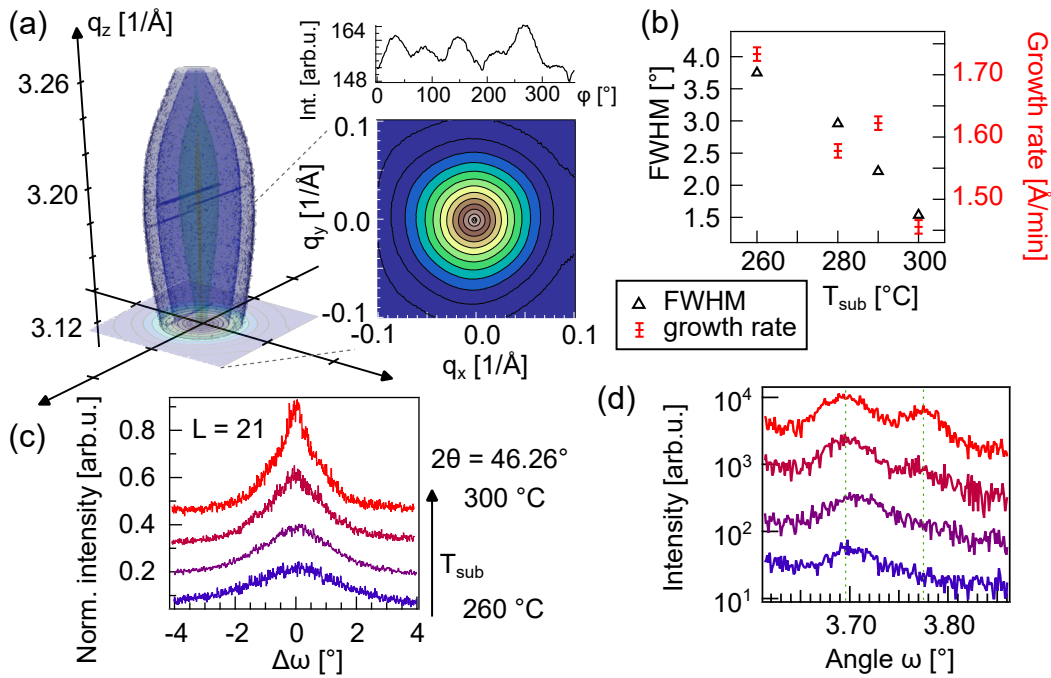 (a)
q_z [1/Å]
3.26
3.20
3.12
Int. [arb.u.]
164
156
148
0 100 200 300
φ [°]
0.1
0.0
-0.1
q_y [1/Å]
-0.1 0.0 0.1
q_x [1/Å]
(b)
FWHM [°]
4.0
3.5
3.0
2.5
2.0
1.5
1.70
1.60
1.50
Growth rate [Å/min]
260 280 300
T_sub [°C]
FWHM
growth rate
(c)
Norm. intensity [arb.u.]
0.8
0.6
0.4
0.2
L = 21
2θ = 46.26°
300 °C
T_sub
260 °C
-4 -2 0 2 4
Δω [°]
(d)
Intensity [arb.u.]
10^4
10^3
10^2
10^1
3.70 3.80
Angle ω [°]